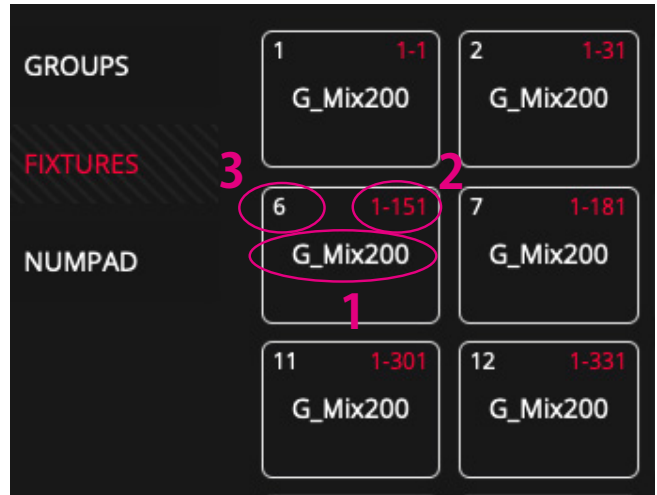 GROUPS
FIXTURES
NUMPAD
1 1-1
G_Mix200
2 1-31
G_Mix200
3
2
6 1-151
G_Mix200
1
7 1-181
G_Mix200
11 1-301
G_Mix200
12 1-331
G_Mix200